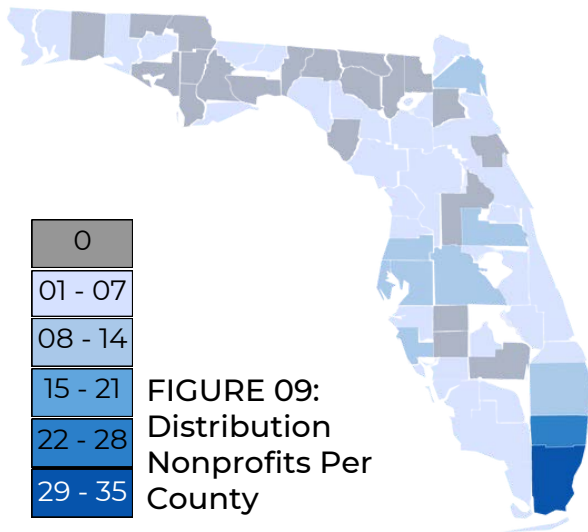 0
01 - 07
08 - 14
15 - 21
22 - 28
29 - 35
FIGURE 09:
Distribution
Nonprofits Per
County